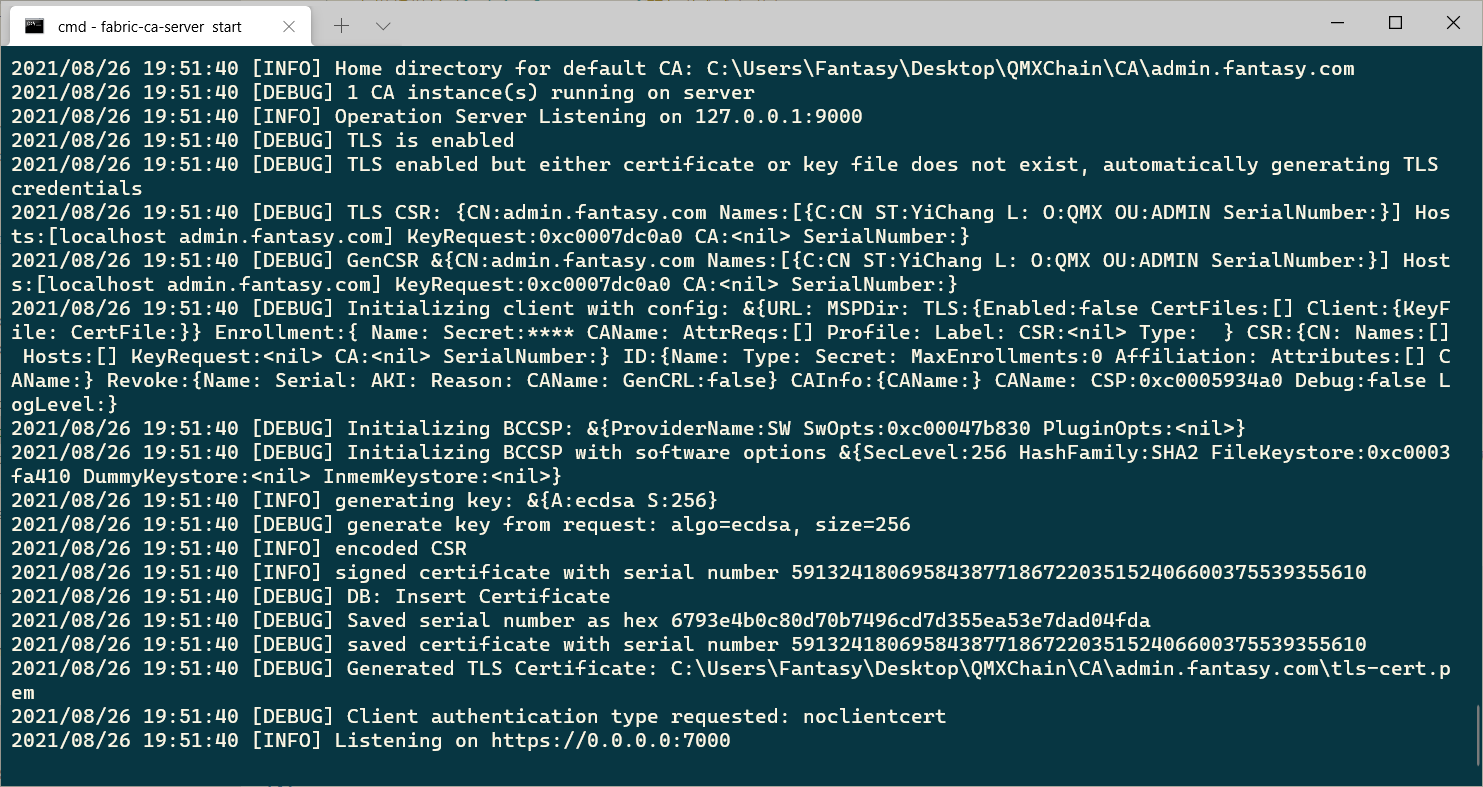 cmd - fabric-ca-server start
2021/08/26 19:51:40 [INFO] Home directory for default CA: C:\Users\Fantasy\Desktop\QMXChain\CA\admin.fantasy.com
2021/08/26 19:51:40 [DEBUG] 1 CA instance(s) running on server
2021/08/26 19:51:40 [INFO] Operation Server Listening on 127.0.0.1:9000
2021/08/26 19:51:40 [DEBUG] TLS is enabled
2021/08/26 19:51:40 [DEBUG] TLS enabled but either certificate or key file does not exist, automatically generating TLS
credentials
2021/08/26 19:51:40 [DEBUG] TLS CSR: {CN:admin.fantasy.com Names:[{C:CN ST:YiChang L: O:QMX OU:ADMIN SerialNumber:}] Hos
ts:[localhost admin.fantasy.com] KeyRequest:0xc0007dc0a0 CA:<nil> SerialNumber:}
2021/08/26 19:51:40 [DEBUG] GenCSR &{CN:admin.fantasy.com Names:[{C:CN ST:YiChang L: O:QMX OU:ADMIN SerialNumber:}] Host
s:[localhost admin.fantasy.com] KeyRequest:0xc0007dc0a0 CA:<nil> SerialNumber:}
2021/08/26 19:51:40 [DEBUG] Initializing client with config: &{URL: MSPDir: TLS:{Enabled:false CertFiles:[] Client:{KeyF
ile: CertFile:}} Enrollment:{ Name: Secret:**** CAName: AttrReqs:[] Profile: Label: CSR:<nil> Type:  } CSR:{CN: Names:[]
 Hosts:[] KeyRequest:<nil> CA:<nil> SerialNumber:} ID:{Name: Type: Secret: MaxEnrollments:0 Affiliation: Attributes:[] C
AName:} Revoke:{Name: Serial: AKI: Reason: CAName: GenCRL:false} CAInfo:{CAName:} CAName: CSP:0xc0005934a0 Debug:false L
ogLevel:}
2021/08/26 19:51:40 [DEBUG] Initializing BCCSP: &{ProviderName:SW SwOpts:0xc00047b830 PluginOpts:<nil>}
2021/08/26 19:51:40 [DEBUG] Initializing BCCSP with software options &{SecLevel:256 HashFamily:SHA2 FileKeystore:0xc0003
fa410 DummyKeystore:<nil> InmemKeystore:<nil>}
2021/08/26 19:51:40 [INFO] generating key: &{A:ecdsa S:256}
2021/08/26 19:51:40 [DEBUG] generate key from request: algo=ecdsa, size=256
2021/08/26 19:51:40 [INFO] encoded CSR
2021/08/26 19:51:40 [INFO] signed certificate with serial number 591324180695843877186722035152406600375539355610
2021/08/26 19:51:40 [DEBUG] DB: Insert Certificate
2021/08/26 19:51:40 [DEBUG] Saved serial number as hex 6793e4b0c80d70b7496cd7d355ea53e7dad04fda
2021/08/26 19:51:40 [DEBUG] saved certificate with serial number 591324180695843877186722035152406600375539355610
2021/08/26 19:51:40 [DEBUG] Generated TLS Certificate: C:\Users\Fantasy\Desktop\QMXChain\CA\admin.fantasy.com\tls-cert.p
em
2021/08/26 19:51:40 [DEBUG] Client authentication type requested: noclientcert
2021/08/26 19:51:40 [INFO] Listening on https://0.0.0.0:7000